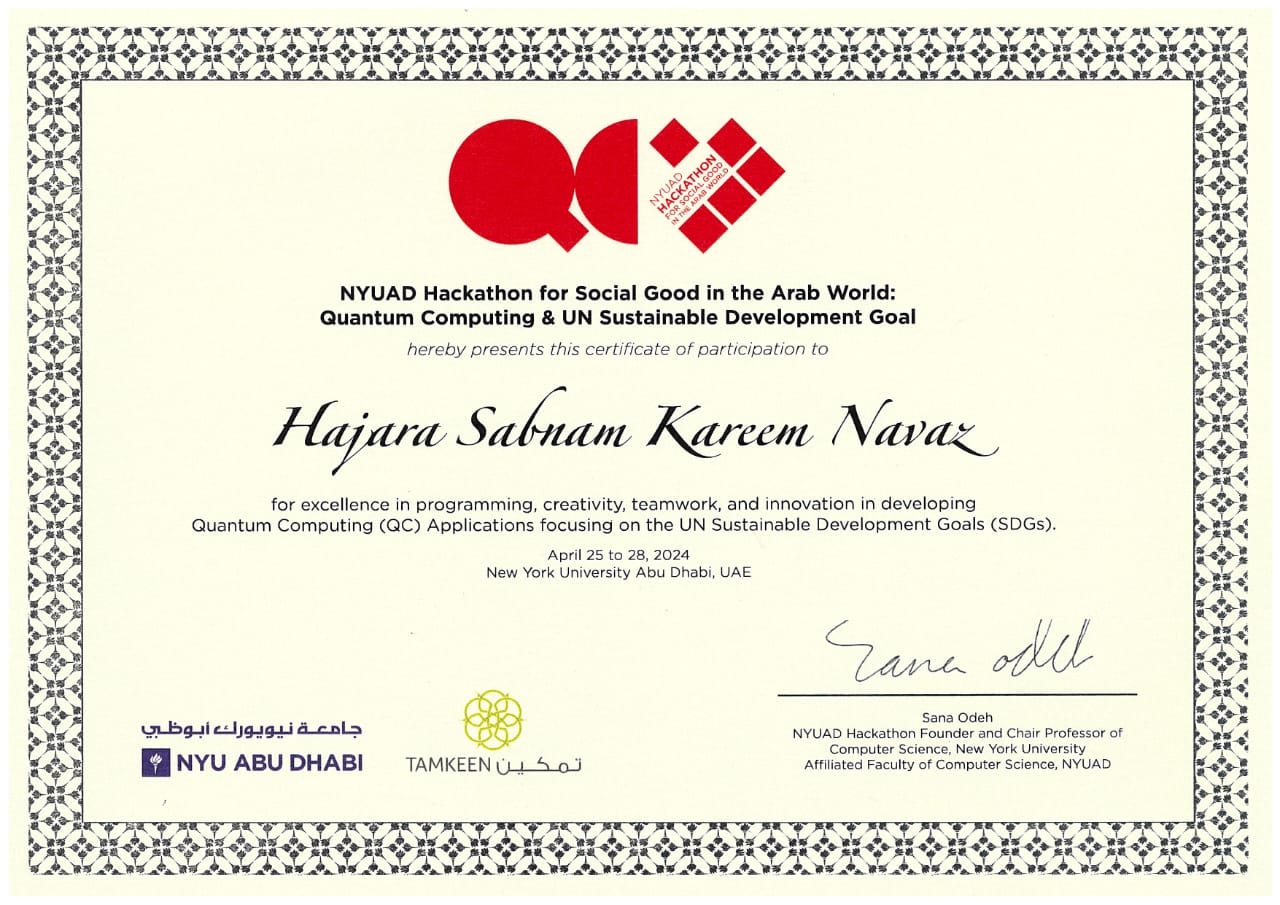 QC
NYUAD
HACKATHON
FOR SOCIAL GOOD
IN THE ARAB WORLD
NYUAD Hackathon for Social Good in the Arab World:
Quantum Computing & UN Sustainable Development Goal
hereby presents this certificate of participation to
Hajara Sabnam Kareem Navaz
for excellence in programming, creativity, teamwork, and innovation in developing
Quantum Computing (QC) Applications focusing on the UN Sustainable Development Goals (SDGs).
April 25 to 28, 2024
New York University Abu Dhabi, UAE
Sana Odeh
Sana Odeh
NYUAD Hackathon Founder and Chair Professor of
Computer Science, New York University
Affiliated Faculty of Computer Science, NYUAD
جامعة نيويورك أبوظبي
NYU ABU DHABI
TAMKEEN تمكين